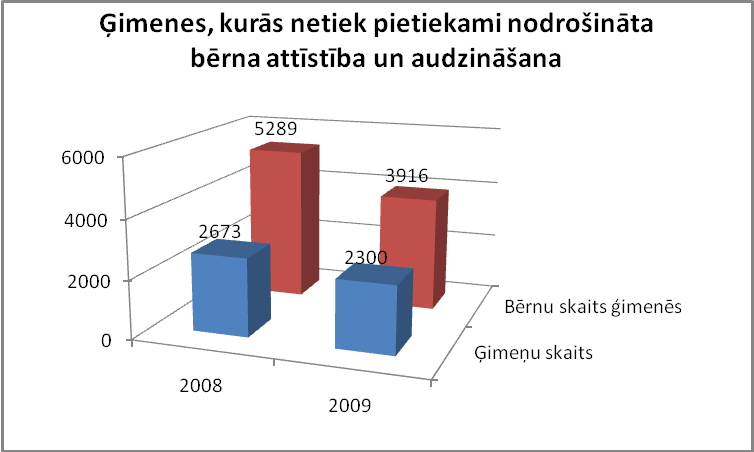 Ģimenes, kurās netiek pietiekami nodrošināta
bērna attīstība un audzināšana
5289
6000
3916
4000
2673
2300
2000
Bērnu skaits ģimenēs
0
Ģimeņu skaits
2008
2009